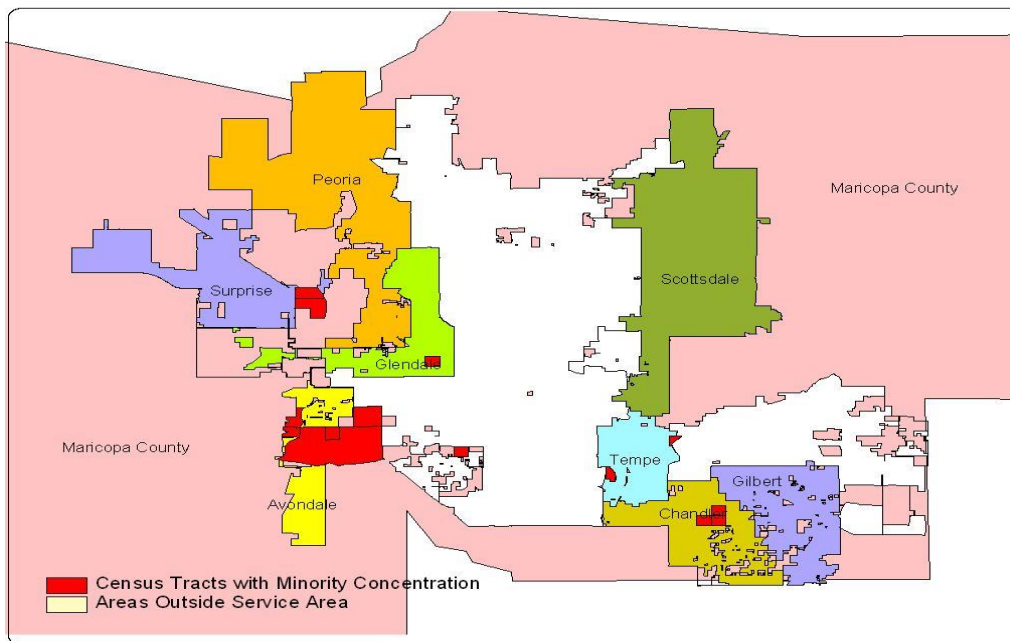 Peoria
Maricopa County
Scottsdale
Surprise
Glendale
Maricopa County
Tempe
Gilbert
Avondale
Chandler
Census Tracts with Minority Concentration
Areas Outside Service Area